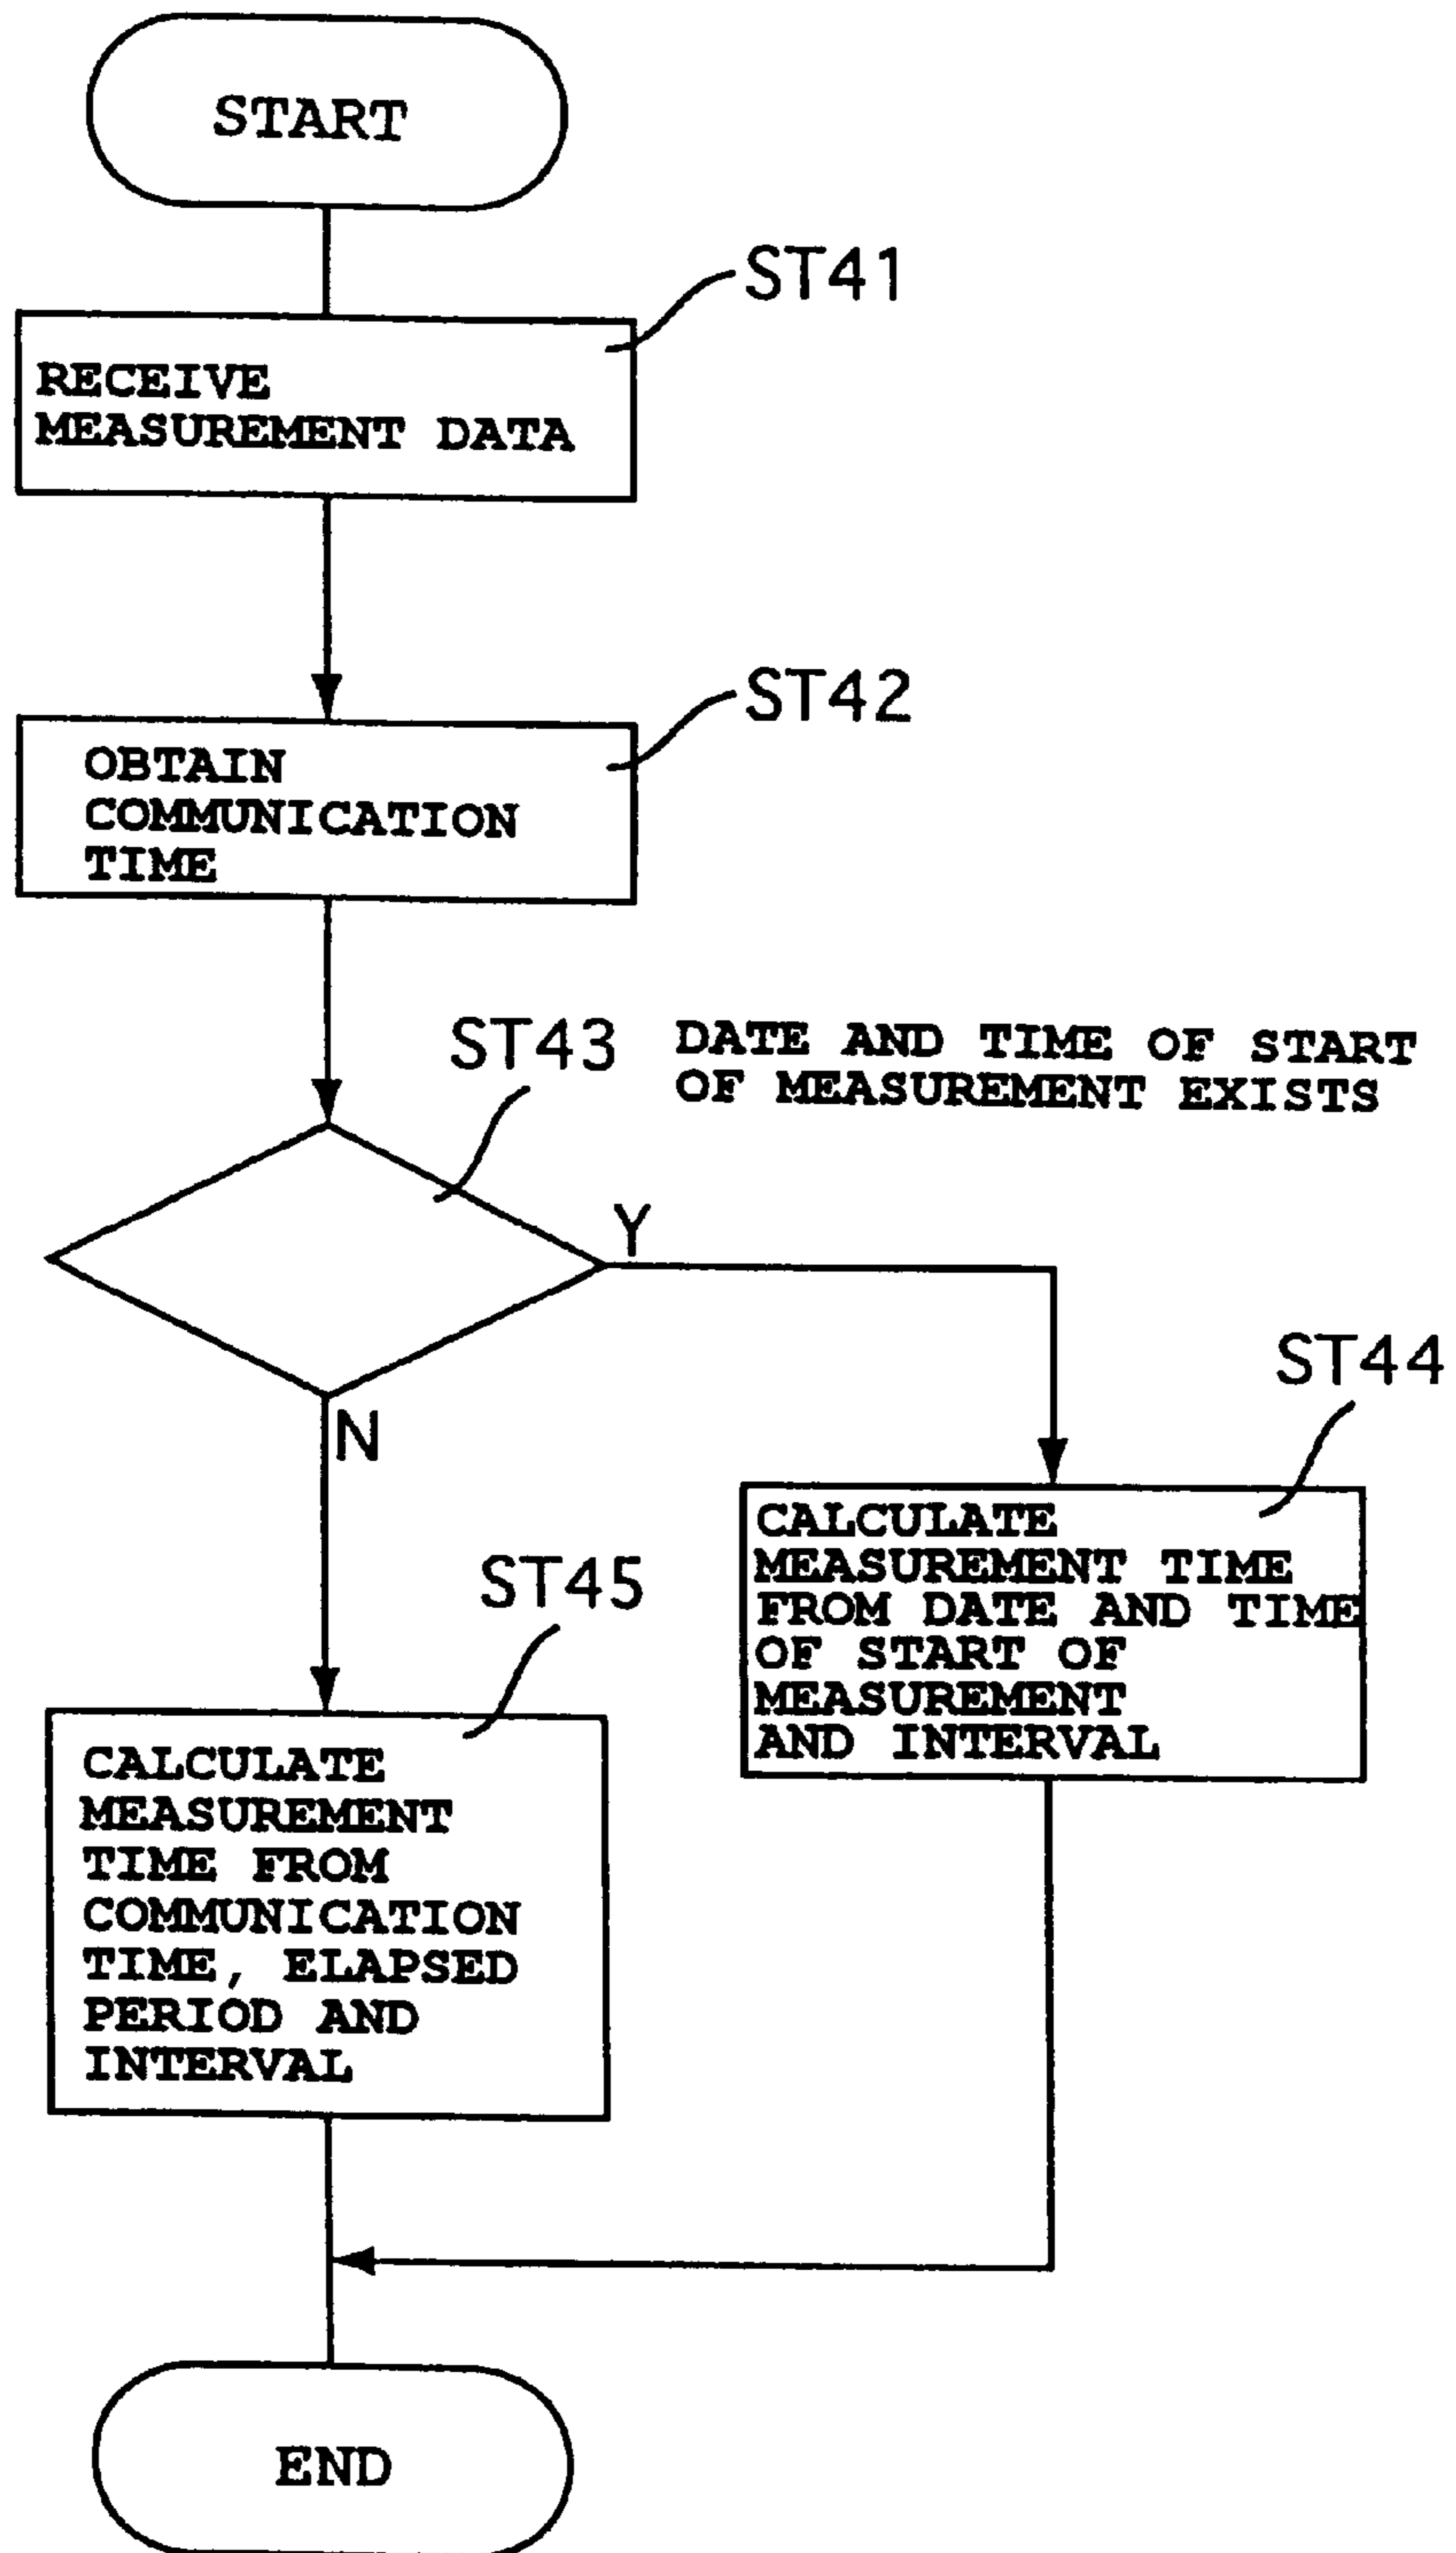 START
ST41
RECEIVE
MEASUREMENT DATA
ST42
OBTAIN
COMMUNICATION
TIME
ST43
DATE AND TIME OF START
OF MEASUREMENT EXISTS
Y
N
ST44
CALCULATE
MEASUREMENT TIME
FROM DATE AND TIME
OF START OF
MEASUREMENT
AND INTERVAL
ST45
CALCULATE
MEASUREMENT
TIME FROM
COMMUNICATION
TIME, ELAPSED
PERIOD AND
INTERVAL
END